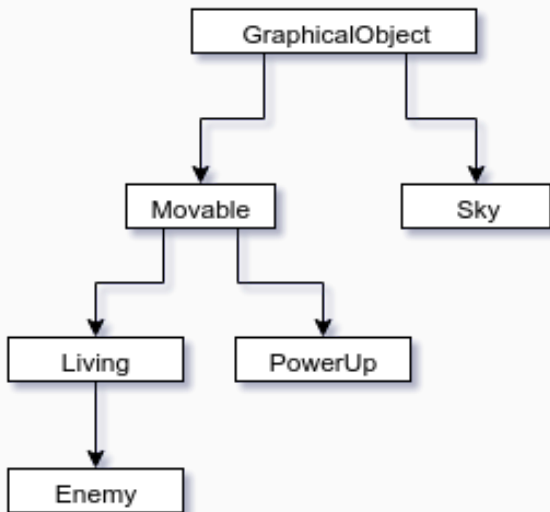 GraphicalObject
Movable
Sky
Living
PowerUp
Enemy